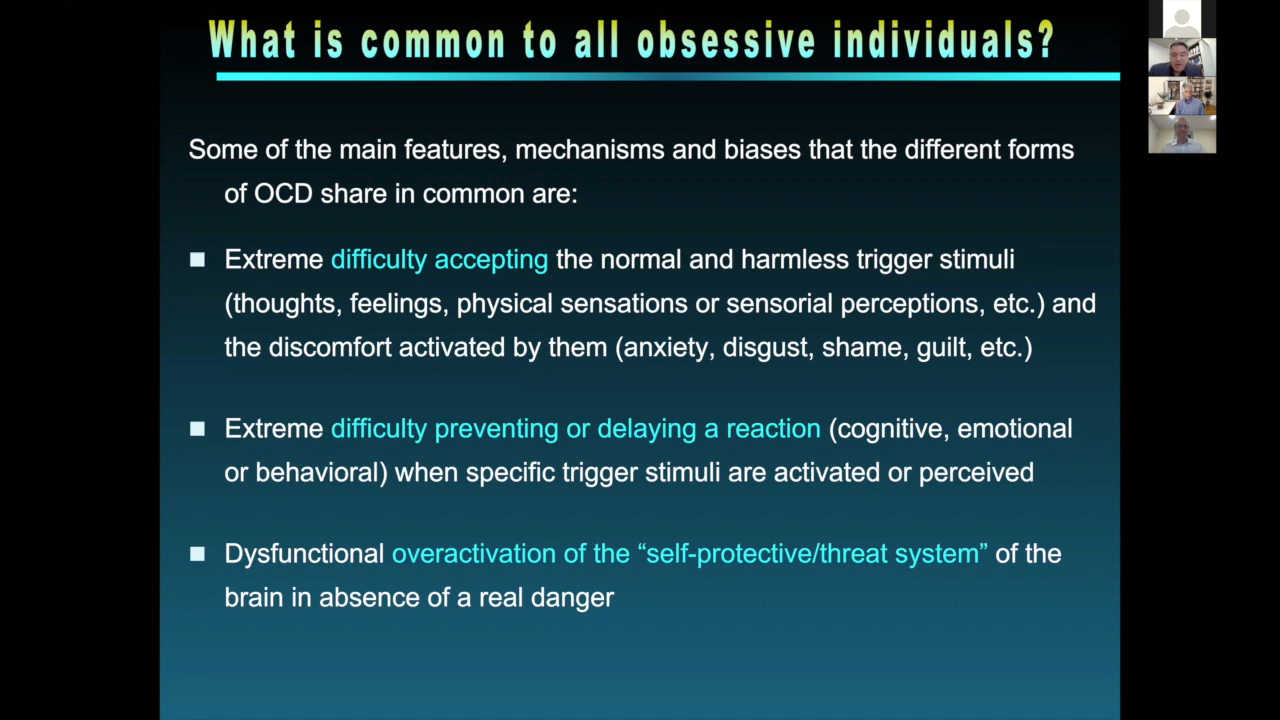 What is common to all obsessive individuals?
Some of the main features, mechanisms and biases that the different forms
of OCD share in common are:
Extreme difficulty accepting the normal and harmless trigger stimuli
(thoughts, feelings, physical sensations or sensorial perceptions, etc.) and
the discomfort activated by them (anxiety, disgust, shame, guilt, etc.)
Extreme difficulty preventing or delaying a reaction (cognitive, emotional
or behavioral) when specific trigger stimuli are activated or perceived
Dysfunctional overactivation of the “self-protective/threat system” of the
brain in absence of a real danger